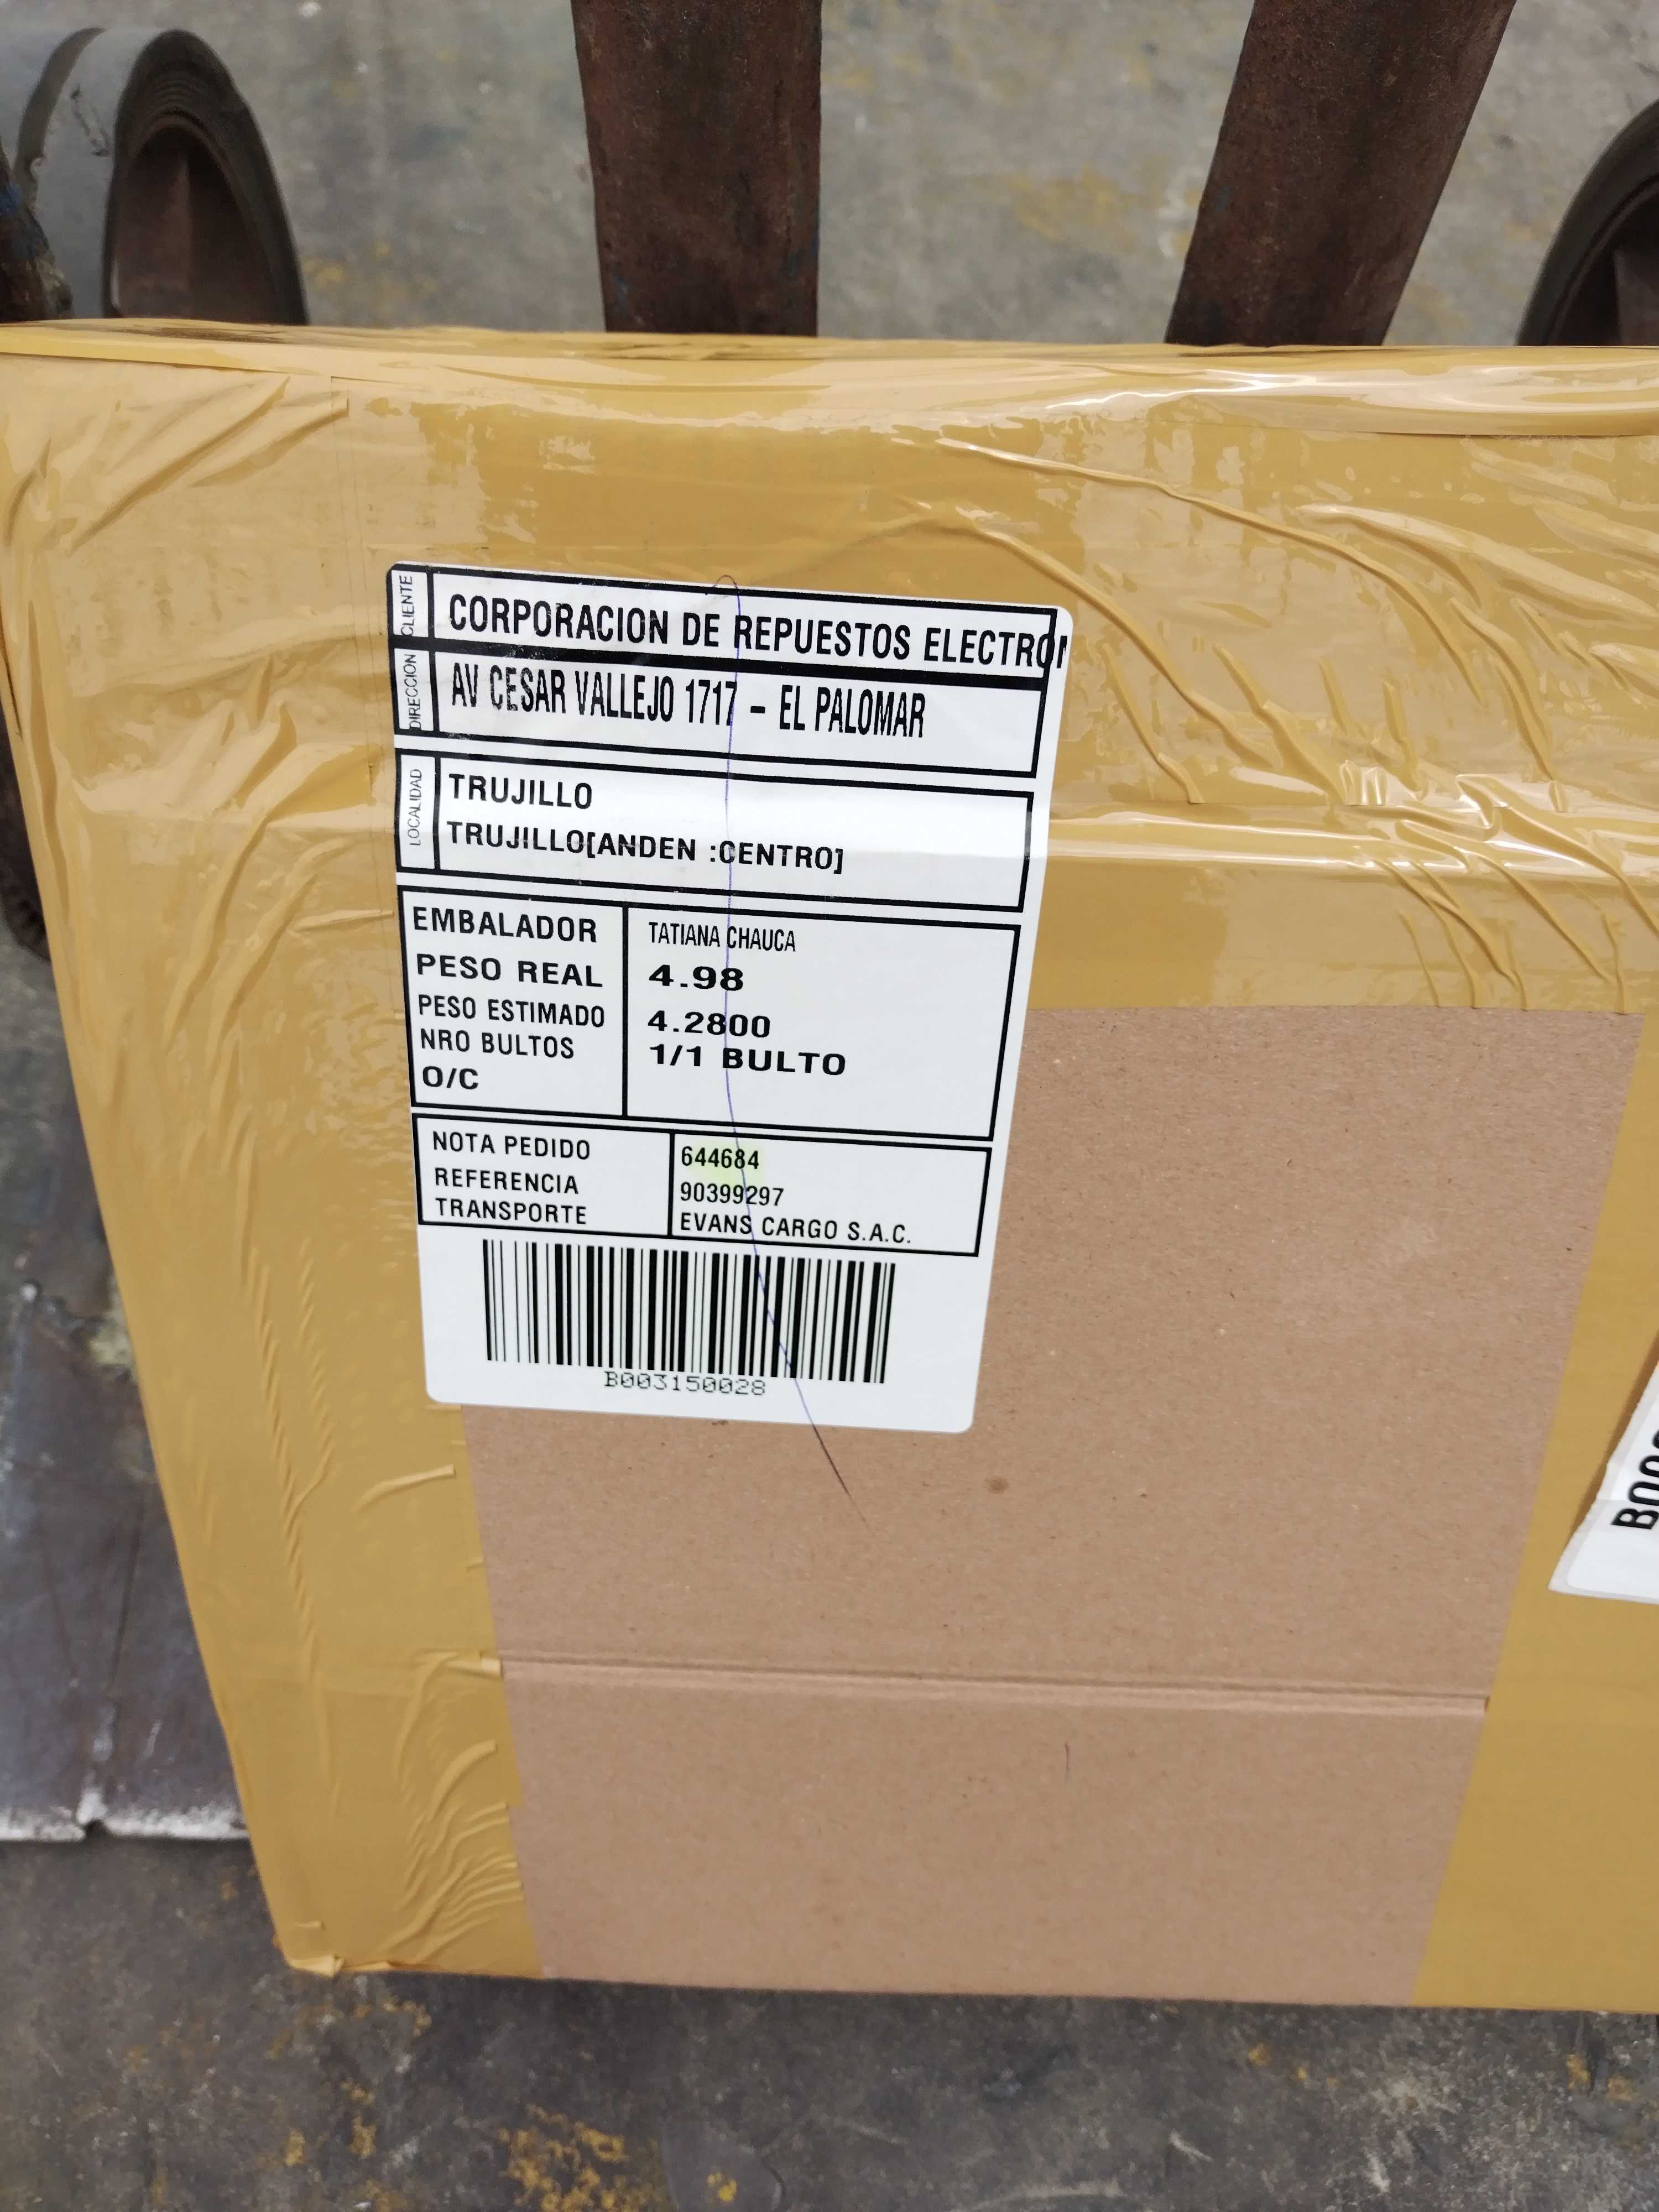 CLIENTE
CORPORACION DE REPUESTOS ELECTRON
DIRECCION
AV CESAR VALLEJO 1717 - EL PALOMAR
LOCALIDAD
TRUJILLO
TRUJILLO[ANDEN :CENTRO]
EMBALADOR TATIANA CHAUCA
PESO REAL 4.98
PESO ESTIMADO 4.2800
NRO BULTOS 1/1 BULTO
O/C
NOTA PEDIDO 644684
REFERENCIA 90399297
TRANSPORTE EVANS CARGO S.A.C.
B003150028